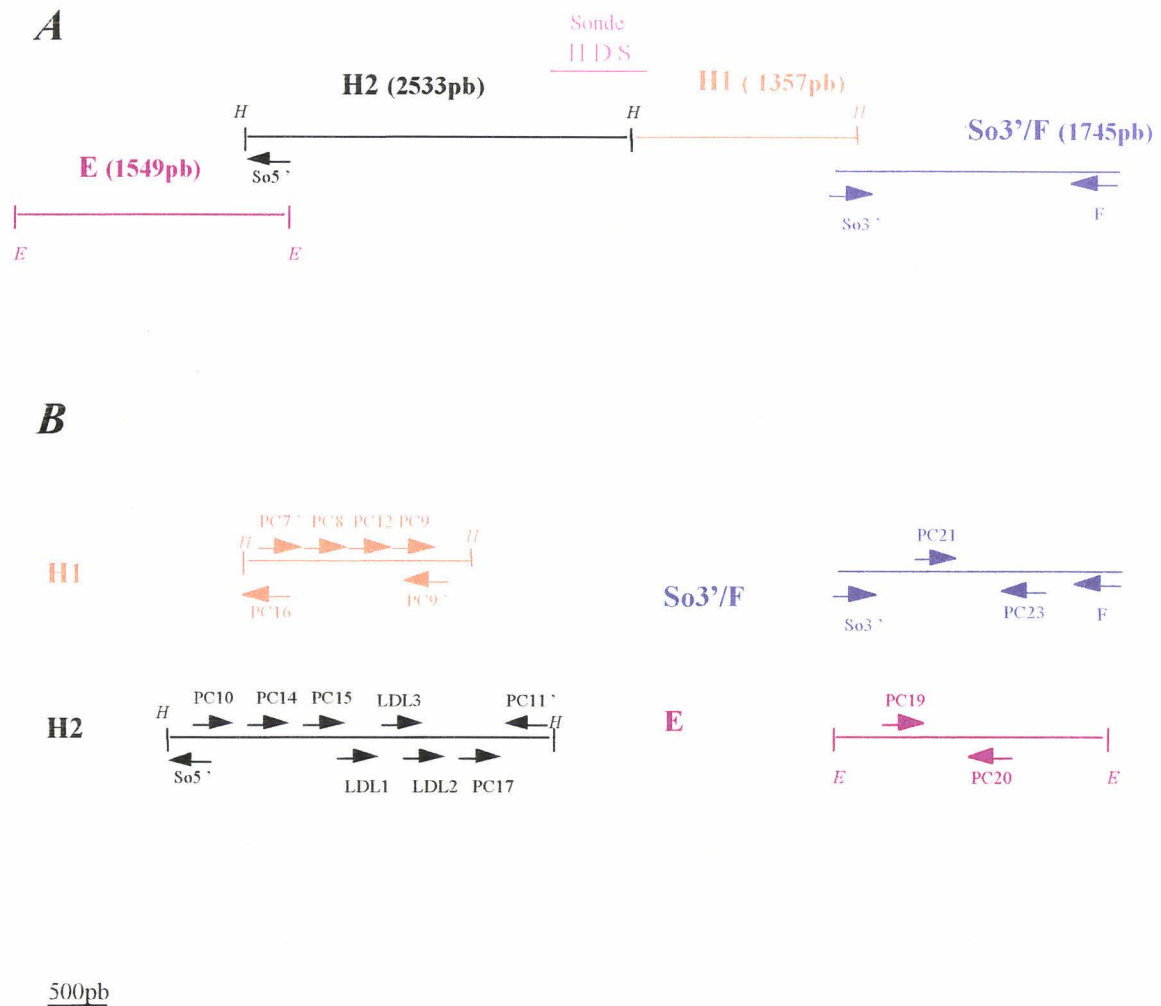 A
Sonde
HDS
H2 (2533pb)
H1 ( 1357pb)
H
H
H
So3'/F (1745pb)
E (1549pb)
So5 `
So3 `
F
E
E
B
PC7 `
PC8
PC12
PC9
H
H
H1
PC16
PC9 `
PC21
So3'/F
So3 `
PC23
F
PC10
PC14
PC15
LDL3
PC11 `
H
H
H2
So5 `
LDL1
LDL2
PC17
PC19
E
E
PC20
E
500pb